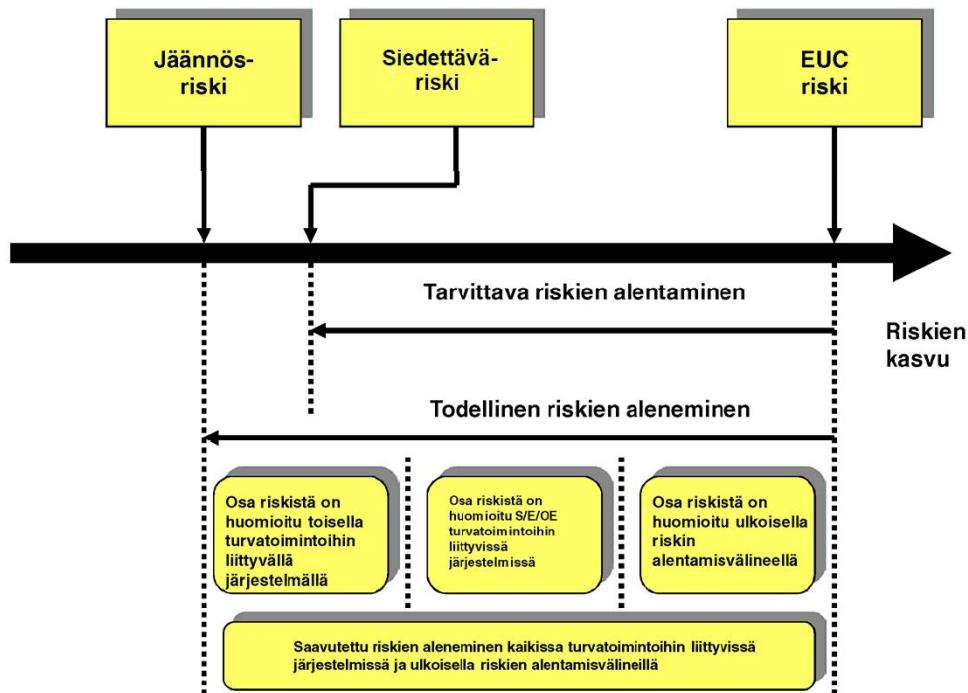 Jäännös-
riski
Siedettävä-
riski
EUC
riski
Tarvittava riskien alentaminen
Riskien
kasvu
Todellinen riskien aleneminen
Osa riskistä on
huomioitu toisella
turvatoimintoihin
liittyvällä
järjestelmällä
Osa riskistä on
huomioitu S/E/OE
turvatoimintoihin
liittyvissä
järjestelmissä
Osa riskistä on
huomioitu ulkoisella
riskin
alentamisvälineellä
Saavutettu riskien aleneminen kaikissa turvatoimintoihin liittyvissä
järjestelmissä ja ulkoisella riskien alentamisvälineillä